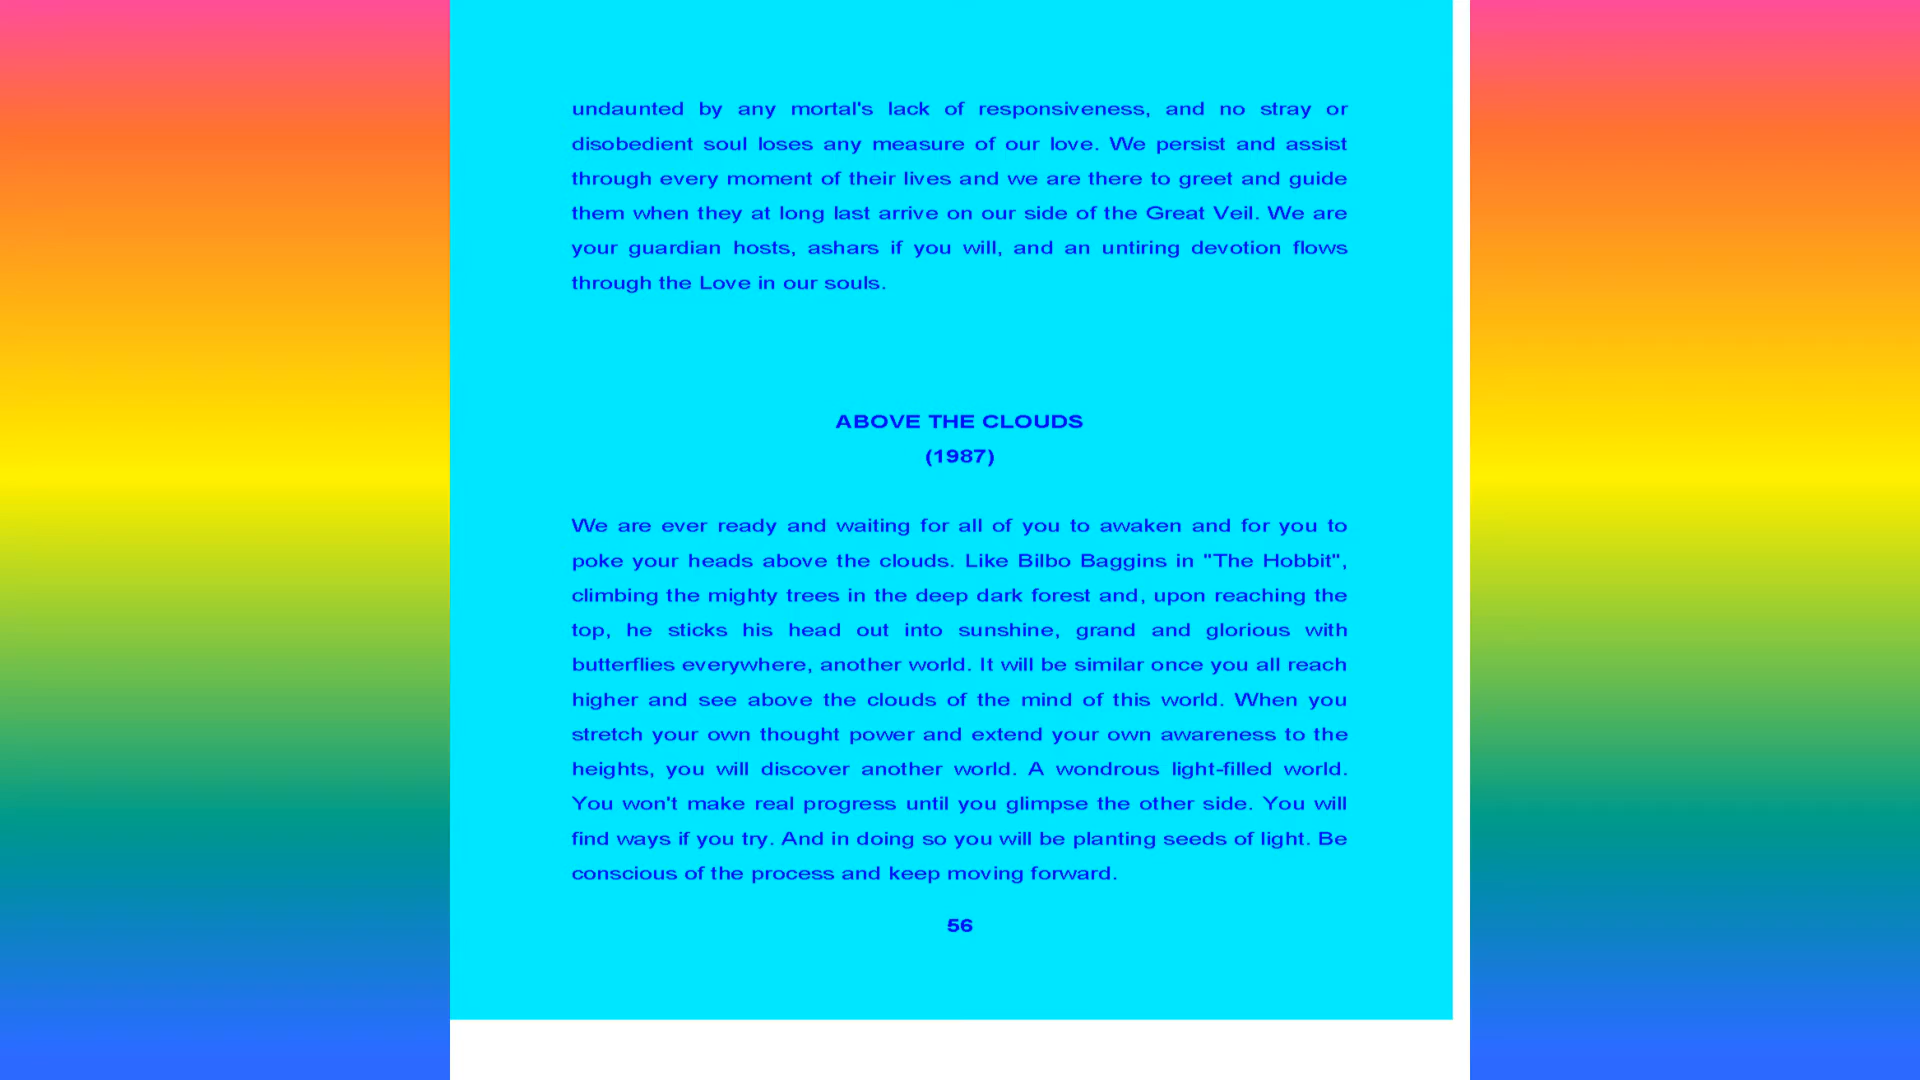 undaunted by any mortal's lack of responsiveness, and no stray or
disobedient soul loses any measure of our love. We persist and assist
through every moment of their lives and we are there to greet and guide
them when they at long last arrive on our side of the Great Veil. We are
your guardian hosts, ashars if you will, and an untiring devotion flows
through the Love in our souls.
ABOVE THE CLOUDS
(1987)
We are ever ready and waiting for all of you to awaken and for you to
poke your heads above the clouds. Like Bilbo Baggins in "The Hobbit",
climbing the mighty trees in the deep dark forest and, upon reaching the
top, he sticks his head out into sunshine, grand and glorious with
butterflies everywhere, another world. It will be similar once you all reach
higher and see above the clouds of the mind of this world. When you
stretch your own thought power and extend your own awareness to the
heights, you will discover another world. A wondrous light-filled world.
You won't make real progress until you glimpse the other side. You will
find ways if you try. And in doing so you will be planting seeds of light. Be
conscious of the process and keep moving forward.
56